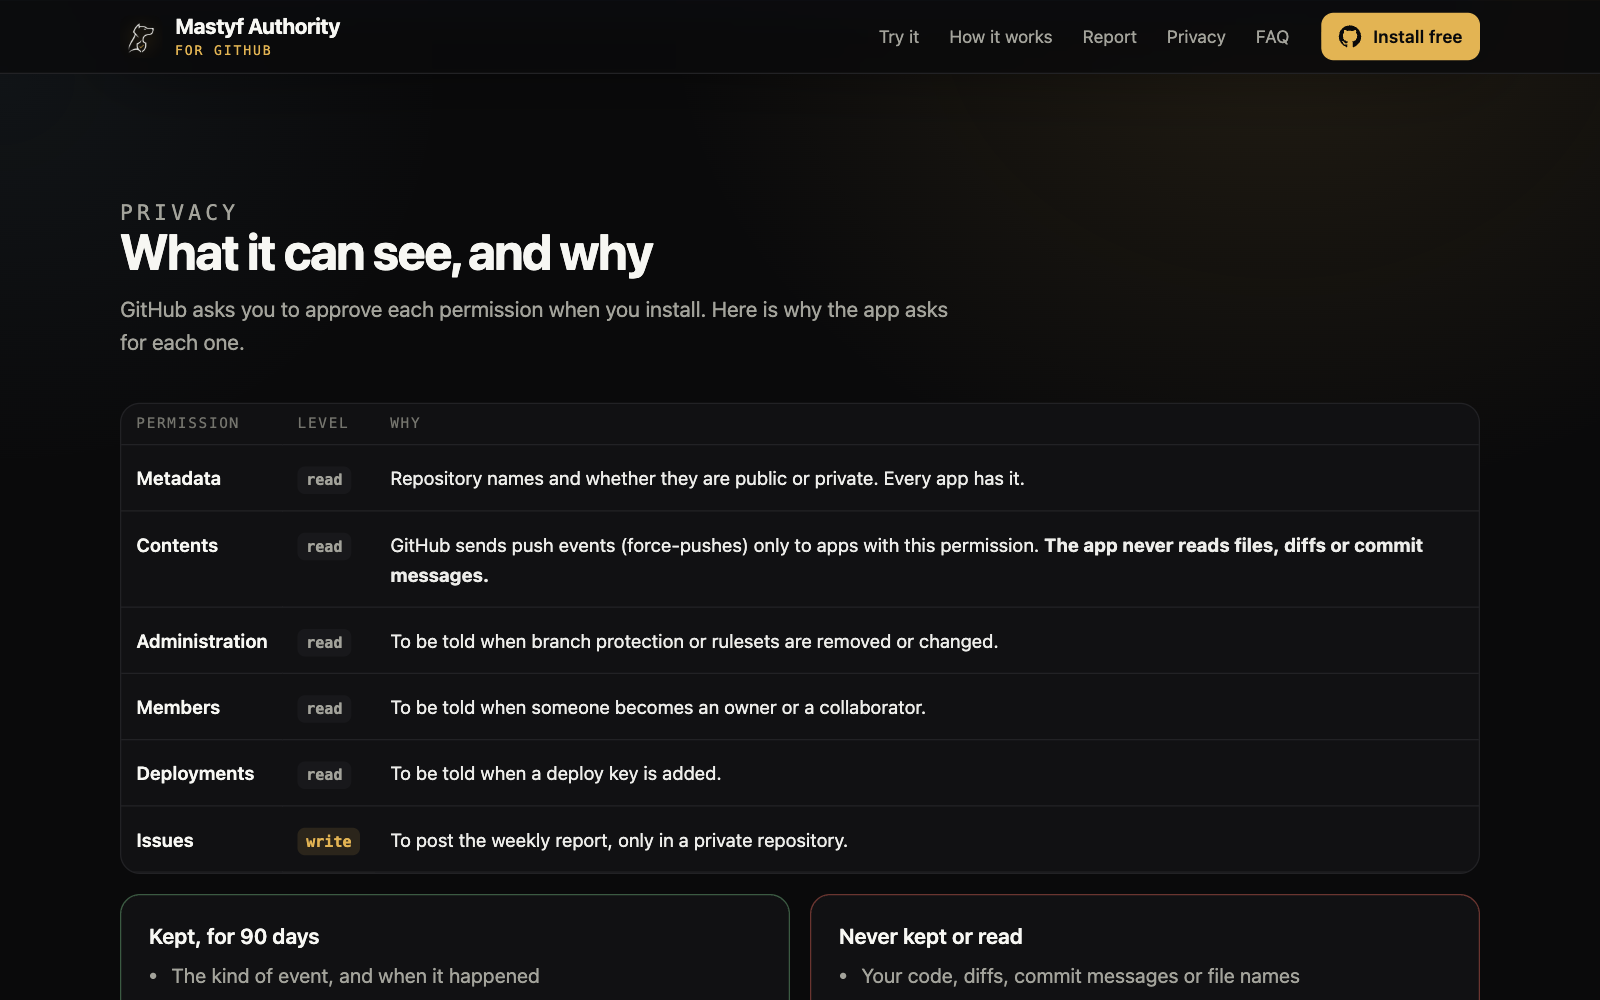 Mastyf Authority
FOR GITHUB
Try it
How it works
Report
Privacy
FAQ
Install free
PRIVACY
What it can see, and why
GitHub asks you to approve each permission when you install. Here is why the app asks
for each one.
PERMISSION LEVEL WHY
Metadata read Repository names and whether they are public or private. Every app has it.
Contents read GitHub sends push events (force-pushes) only to apps with this permission. The app never reads files, diffs or commit
messages.
Administration read To be told when branch protection or rulesets are removed or changed.
Members read To be told when someone becomes an owner or a collaborator.
Deployments read To be told when a deploy key is added.
Issues write To post the weekly report, only in a private repository.
Kept, for 90 days
• The kind of event, and when it happened
Never kept or read
• Your code, diffs, commit messages or file names